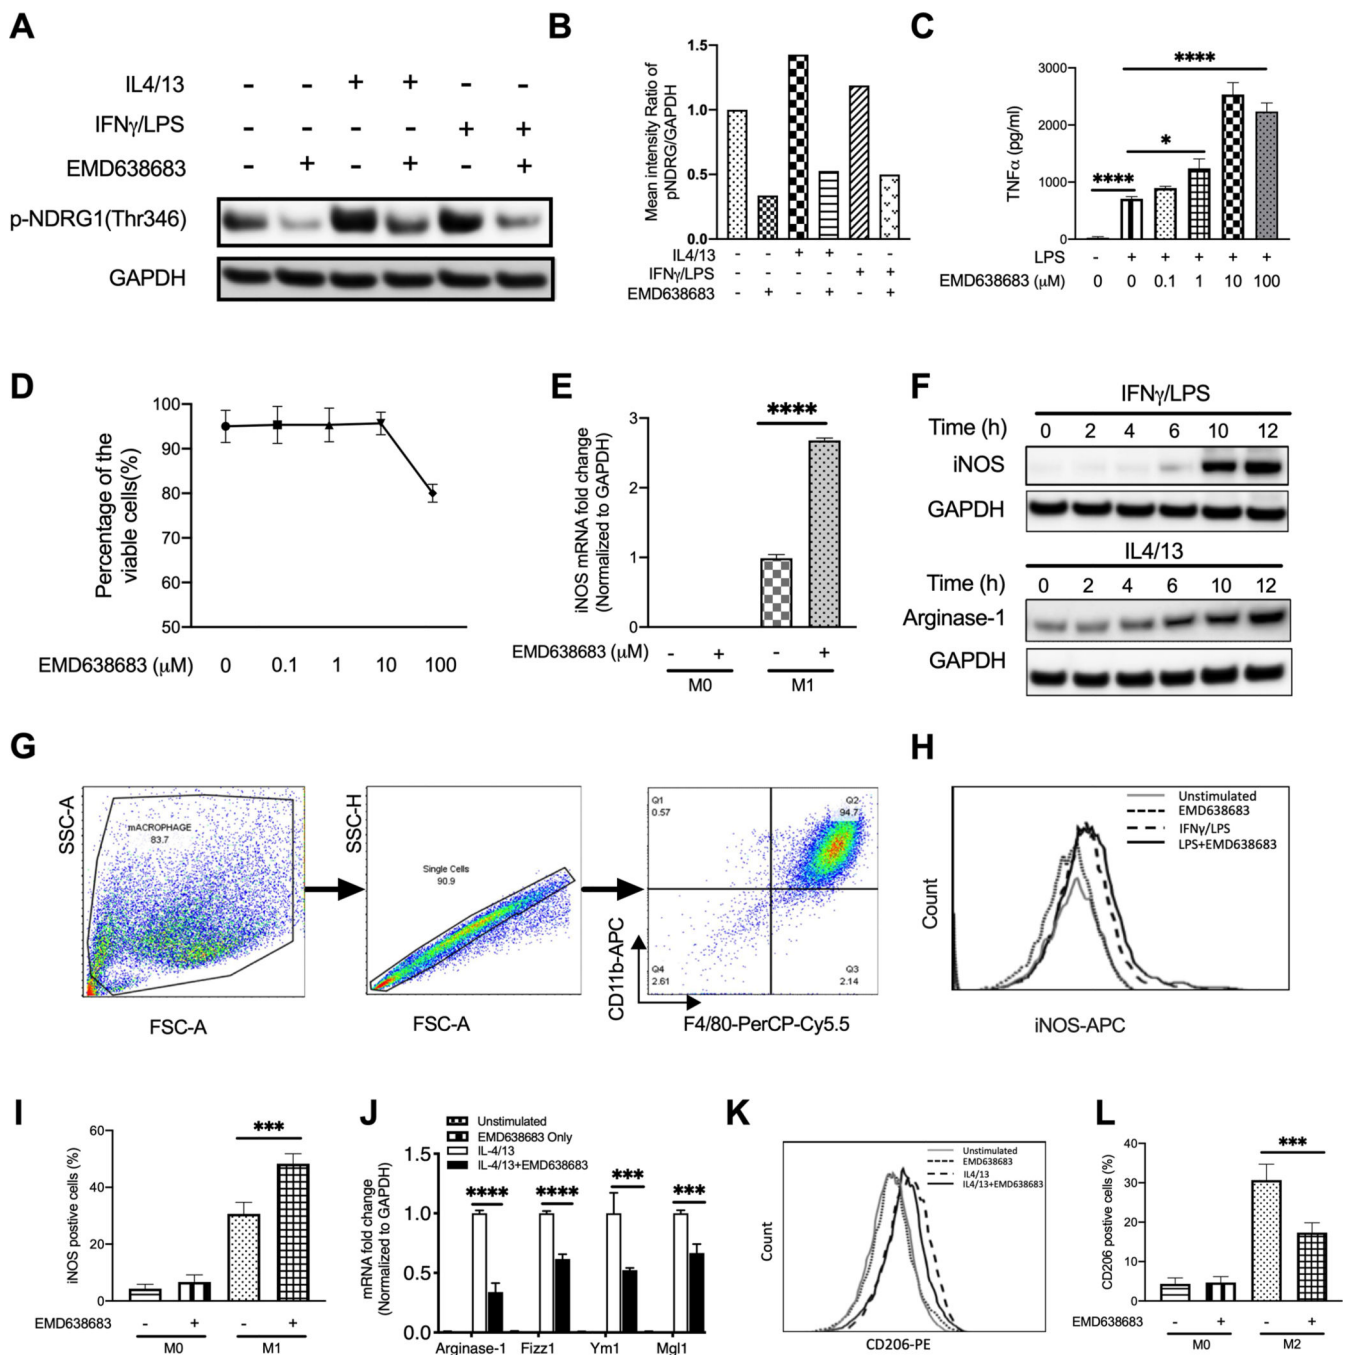 A
IL4/13 - - + + - -
IFNγ/LPS - - - - + +
EMD638683 - + - + - +
p-NDRG1(Thr346)
GAPDH
B
Mean intensity Ratio of
pNDRG/GAPDH
1.5
1.0
0.5
0.0
IL4/13 - - + + - -
IFNγ/LPS - - - - + +
EMD638683 - + - + - +
C
TNFα (pg/ml)
3000
2000
1000
0
****
*
****
LPS + + + + +
EMD638683 (μM) 0 0 0.1 1 10 100
D
Percentage of the
viable cells(%)
100
90
80
70
60
50
EMD638683 (μM) 0 0.1 1 10 100
E
iNOS mRNA fold change
(Normalized to GAPDH)
3
2
1
0
****
EMD638683 (μM) - + - +
M0 M1
F
IFNγ/LPS
Time (h) 0 2 4 6 10 12
iNOS
GAPDH
IL4/13
Time (h) 0 2 4 6 10 12
Arginase-1
GAPDH
G
SSC-A
mACROPHAGE
83.7
FSC-A
SSC-H
Single Cells
90.9
FSC-A
CD11b-APC
Q1
0.57
Q2
94.7
Q4
2.61
Q3
2.14
F4/80-PerCP-Cy5.5
H
Count
Unstimulated
EMD638683
IFNγ/LPS
LPS+EMD638683
iNOS-APC
I
iNOS postive cells (%)
60
40
20
0
***
EMD638683 - + - +
M0 M1
J
Unstimulated
EMD638683 Only
IL-4/13
IL-4/13+EMD638683
mRNA fold change
(Normalized to GAPDH)
1.5
1.0
0.5
0.0
**** **** *** ***
Arginase-1 Fizz1 Ym1 Mgl1
K
Count
Unstimulated
EMD638683
IL4/13
IL4/13+EMD638683
CD206-PE
L
CD206 postive cells (%)
40
30
20
10
0
***
EMD638683 - + - +
M0 M2